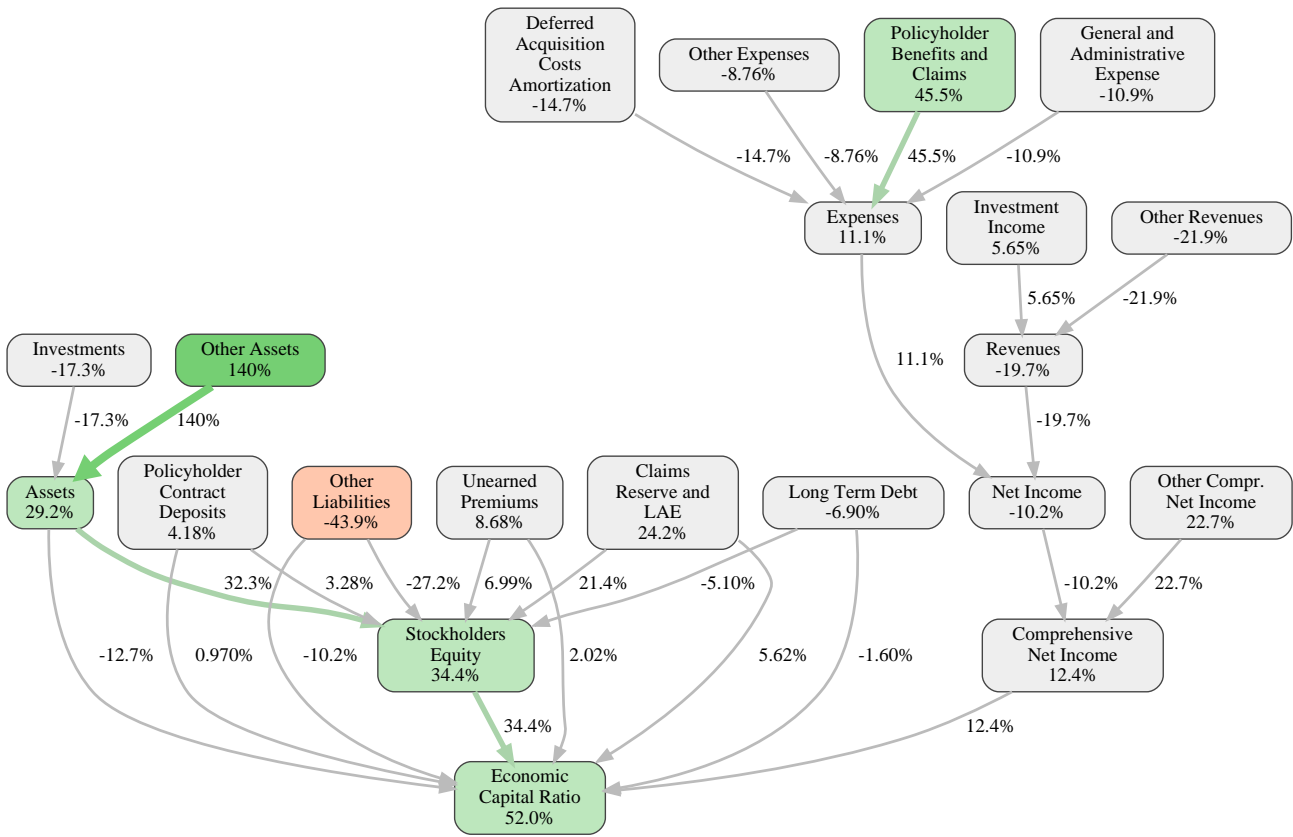 Deferred
Acquisition
Costs
Amortization
-14.7%
Other Expenses
-8.76%
Policyholder
Benefits and
Claims
45.5%
General and
Administrative
Expense
-10.9%
-14.7%
-8.76%
45.5%
-10.9%
Expenses
11.1%
Investment
Income
5.65%
Other Revenues
-21.9%
5.65%
-21.9%
Investments
-17.3%
Other Assets
140%
11.1%
Revenues
-19.7%
-17.3%
140%
-19.7%
Assets
29.2%
Policyholder
Contract
Deposits
4.18%
Other
Liabilities
-43.9%
Unearned
Premiums
8.68%
Claims
Reserve and
LAE
24.2%
Long Term Debt
-6.90%
Net Income
-10.2%
Other Compr.
Net Income
22.7%
32.3%
3.28%
-27.2%
6.99%
21.4%
-5.10%
-10.2%
22.7%
-12.7%
0.970%
-10.2%
Stockholders
Equity
34.4%
2.02%
5.62%
-1.60%
Comprehensive
Net Income
12.4%
34.4%
12.4%
Economic
Capital Ratio
52.0%